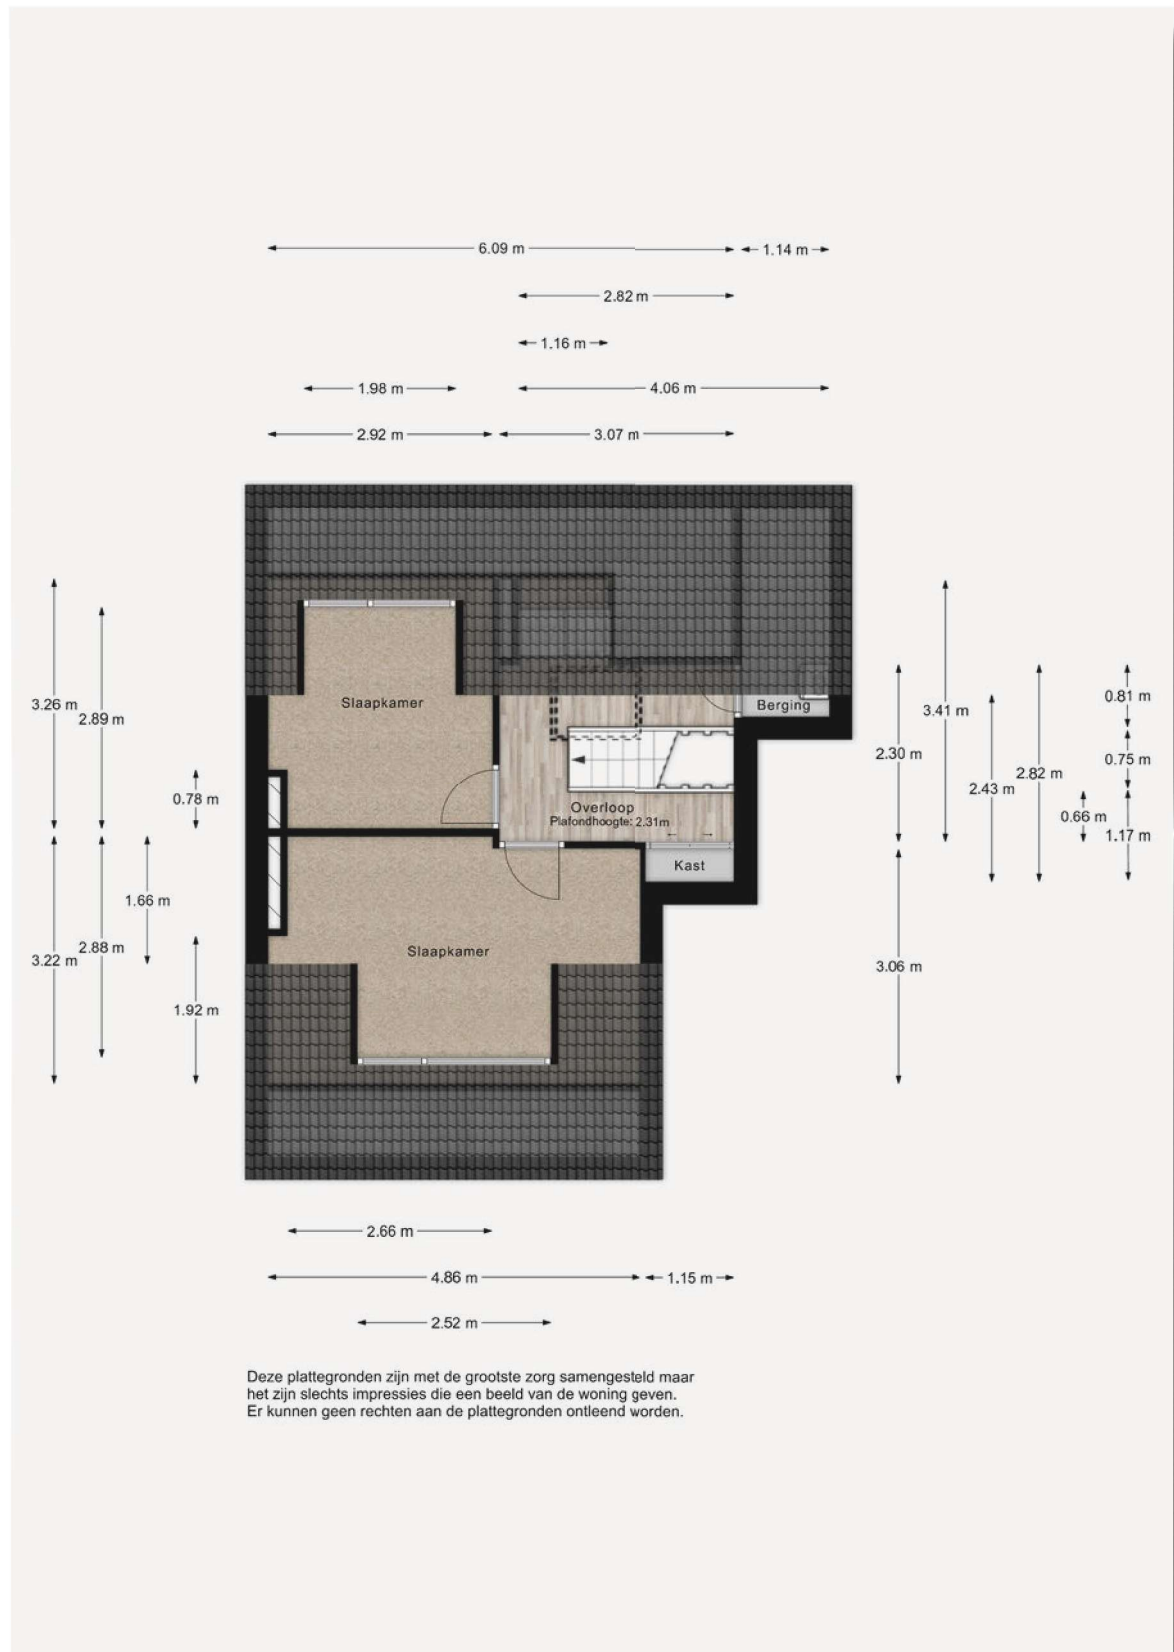 6.09 m
1.14 m
2.82 m
1.16 m
1.98 m
4.06 m
2.92 m
3.07 m
3.26 m
2.89 m
0.78 m
1.66 m
3.22 m
2.88 m
1.92 m
Slaapkamer
Berging
Overloop
Plafondhoogte: 2.31m
Kast
Slaapkamer
3.41 m
2.30 m
2.43 m
2.82 m
0.81 m
0.75 m
0.66 m
1.17 m
3.06 m
2.66 m
4.86 m
1.15 m
2.52 m
Deze plattegronden zijn met de grootste zorg samengesteld maar
het zijn slechts impressies die een beeld van de woning geven.
Er kunnen geen rechten aan de plattegronden ontleend worden.